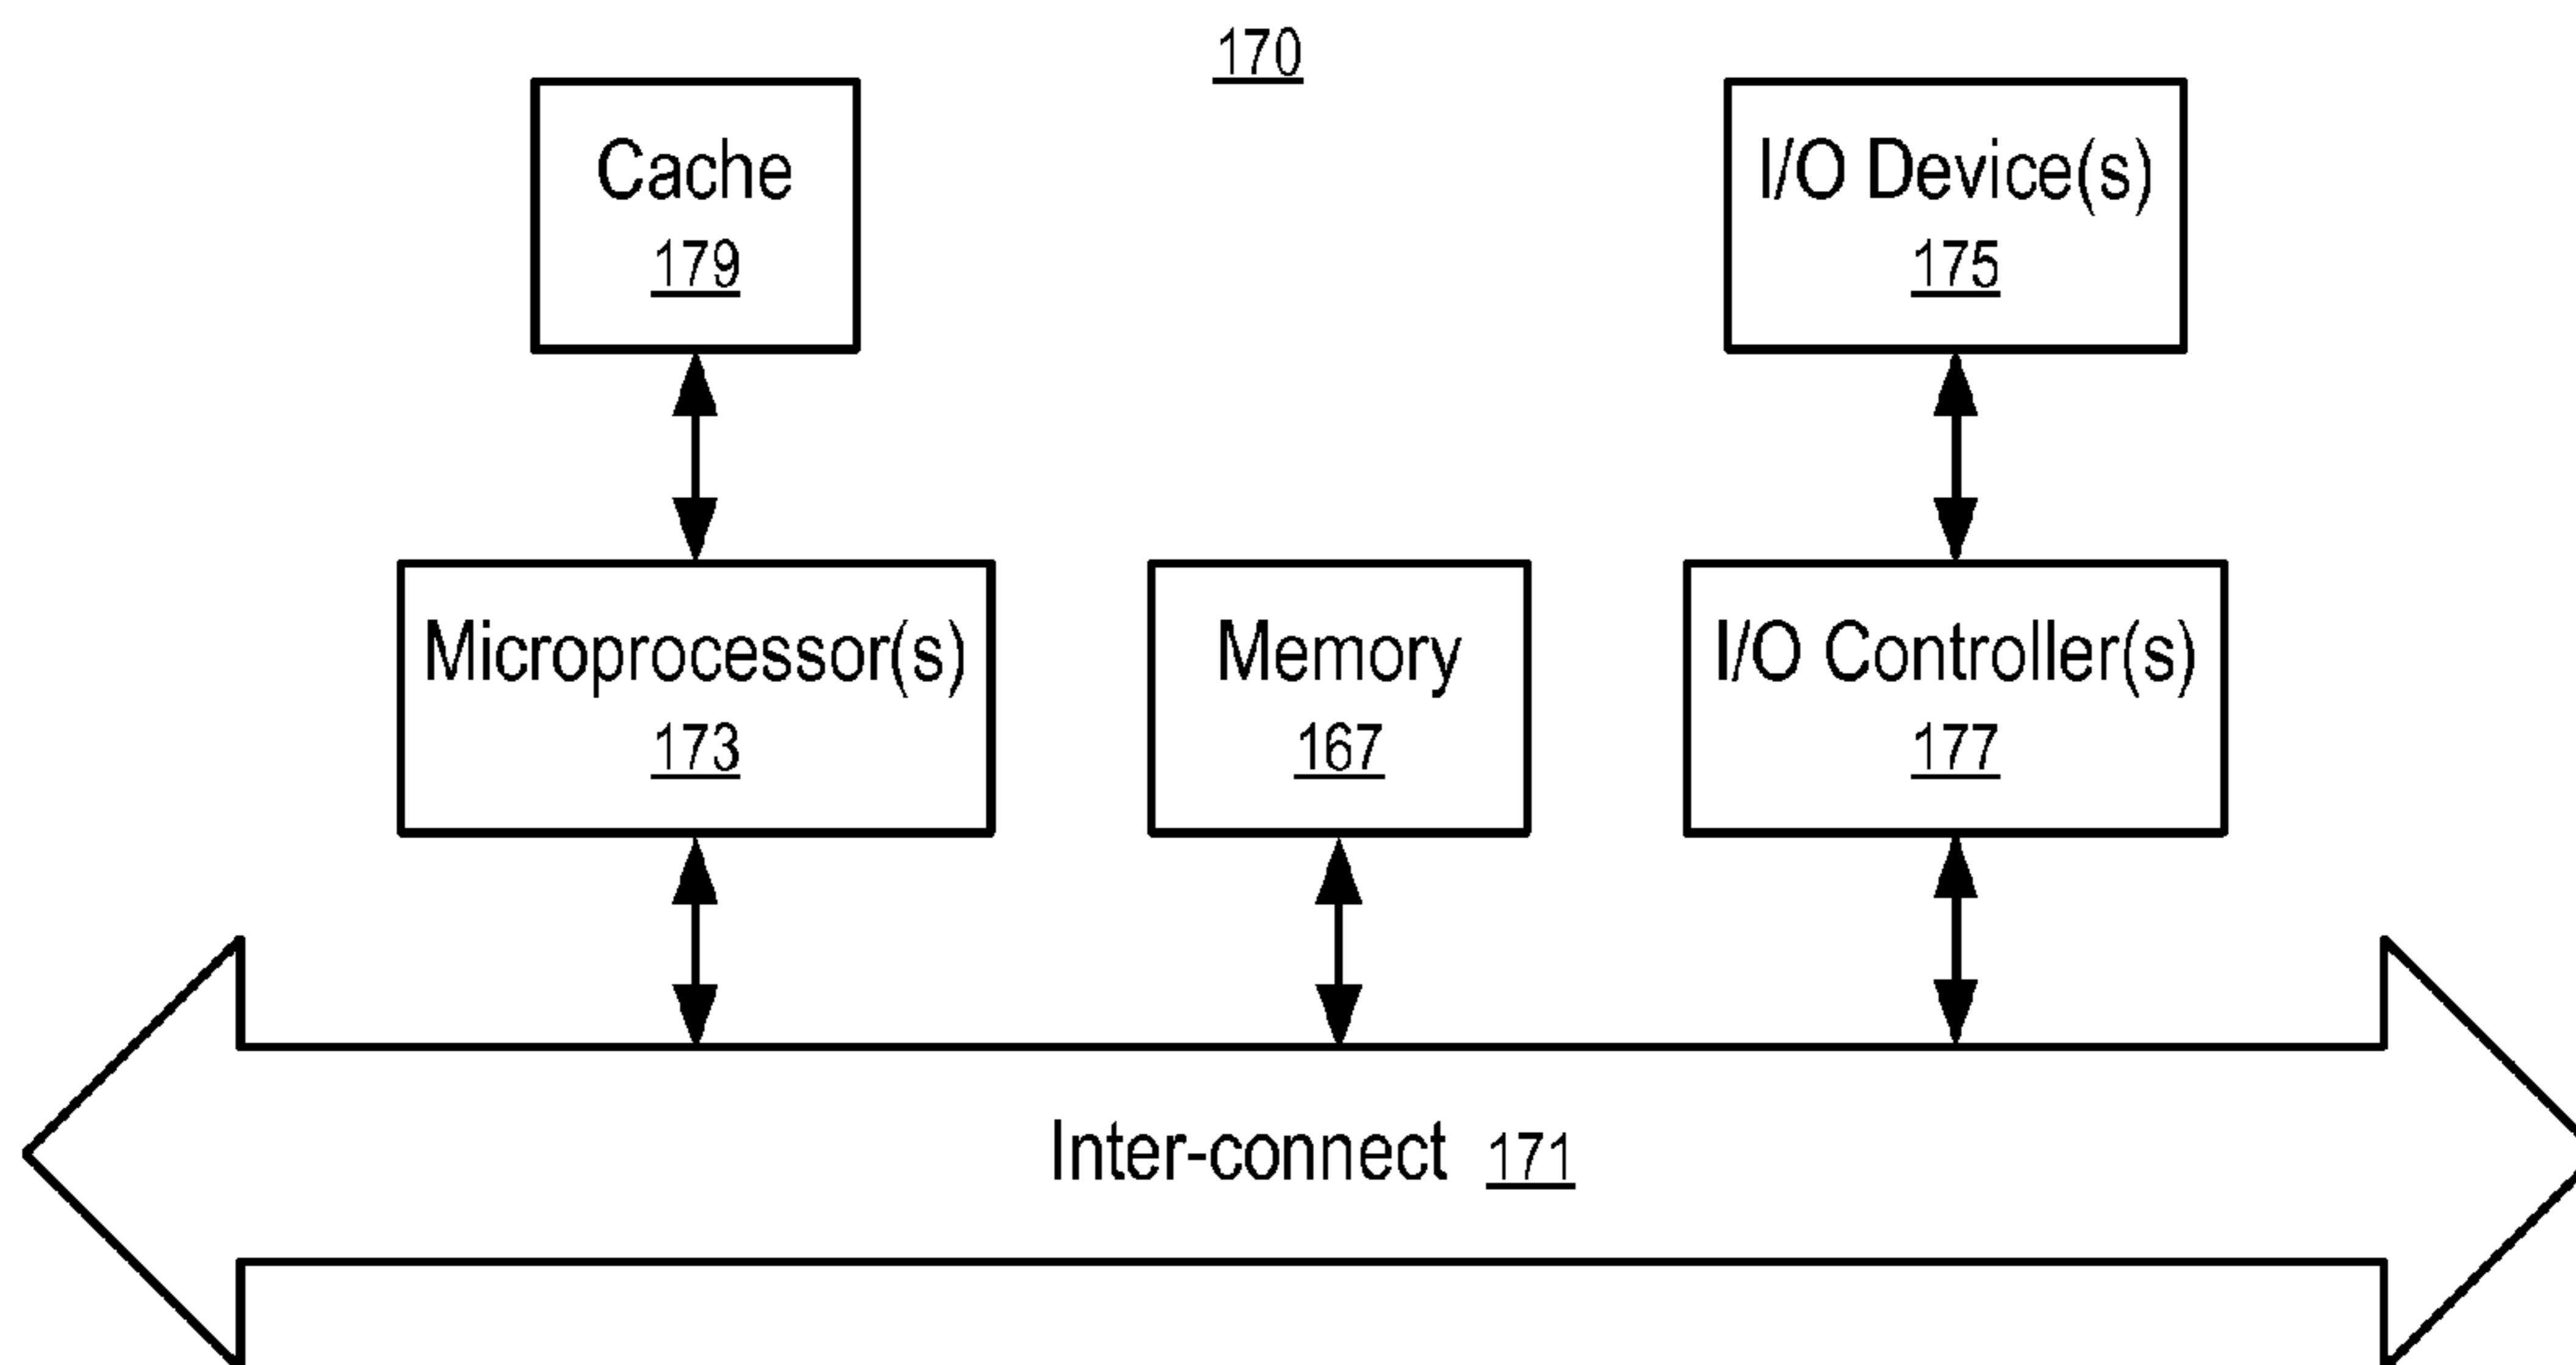 170
Cache
179
I/O Device(s)
175
Microprocessor(s)
173
Memory
167
I/O Controller(s)
177
Inter-connect 171